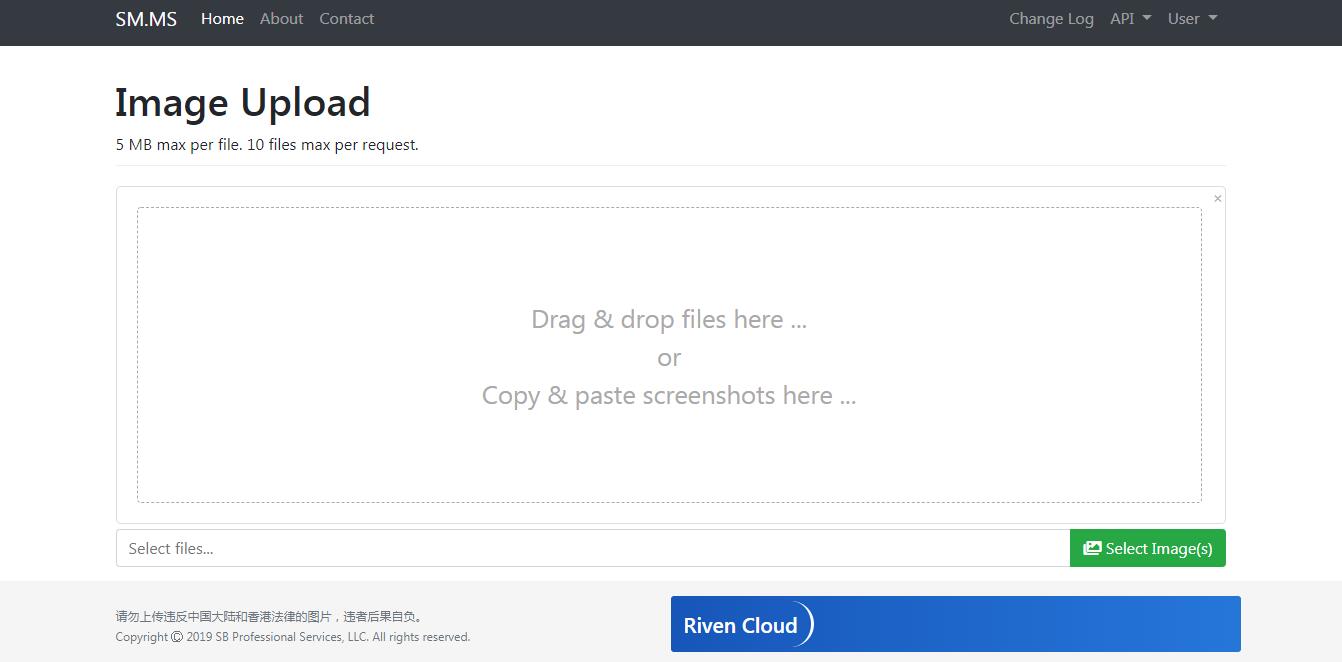 SM.MS Home About Contact Change Log API User
Image Upload
5 MB max per file. 10 files max per request.
×
Drag & drop files here ...
or
Copy & paste screenshots here ...
Select files...
Select Image(s)
请勿上传违反中国大陆和香港法律的图片，违者后果自负。
Copyright © 2019 SB Professional Services, LLC. All rights reserved.
Riven Cloud